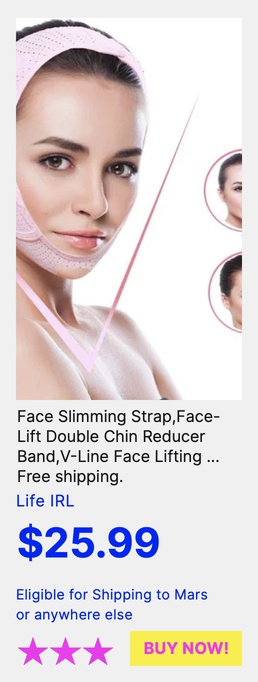 Face Slimming Strap,Face-
Lift Double Chin Reducer
Band,V-Line Face Lifting ...
Free shipping.
Life IRL
$25.99
Eligible for Shipping to Mars
or anywhere else
BUY NOW!